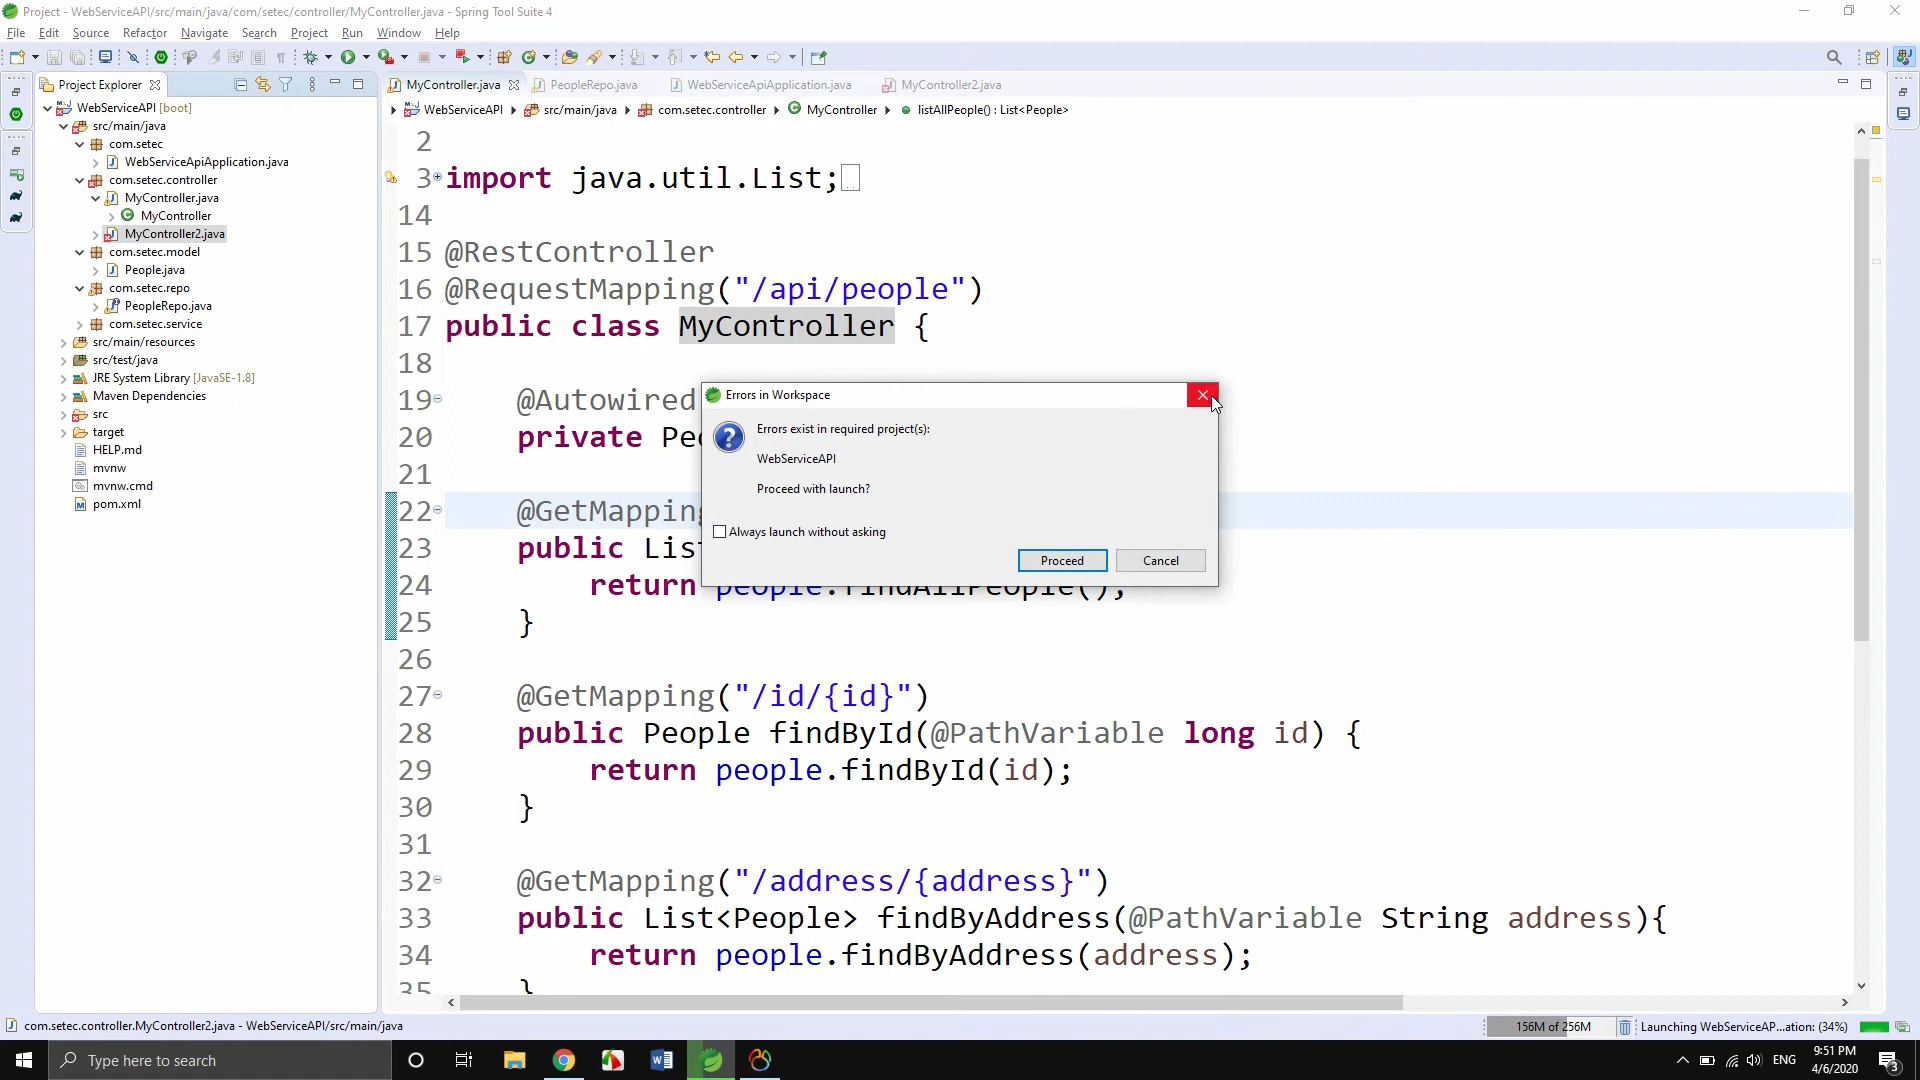 Project - WebServiceAPI/src/main/java/com/setec/controller/MyController.java - Spring Tool Suite 4
File Edit Source Refactor Navigate Search Project Run Window Help
Project Explorer
MyController.java
PeopleRepo.java
WebServiceApiApplication.java
MyController2.java
WebServiceAPI [boot]
src/main/java
com.setec
WebServiceApiApplication.java
com.setec.controller
MyController.java
MyController
MyController2.java
com.setec.model
People.java
com.setec.repo
PeopleRepo.java
com.setec.service
src/main/resources
src/test/java
JRE System Library [JavaSE-1.8]
Maven Dependencies
src
target
HELP.md
mvnw
mvnw.cmd
pom.xml
WebServiceAPI src/main/java com.setec.controller MyController listAllPeople() : List<People>
2
3 import java.util.List;
14
15 @RestController
16 @RequestMapping("/api/people")
17 public class MyController {
18
19 @Autowired
20 private
21
22 @GetMapping
23 public
24 return people.findAllPeople();
25 }
26
27 @GetMapping("/id/{id}")
28 public People findById(@PathVariable long id) {
29 return people.findById(id);
30 }
31
32 @GetMapping("/address/{address}")
33 public List<People> findByAddress(@PathVariable String address){
34 return people.findByAddress(address);
35 }
Errors in Workspace
Errors exist in required project(s):
WebServiceAPI
Proceed with launch?
Always launch without asking
Proceed Cancel
com.setec.controller.MyController2.java - WebServiceAPI/src/main/java
156M of 256M
Launching WebServiceAP...ation: (34%)
Type here to search
ENG
9:51 PM
4/6/2020
3